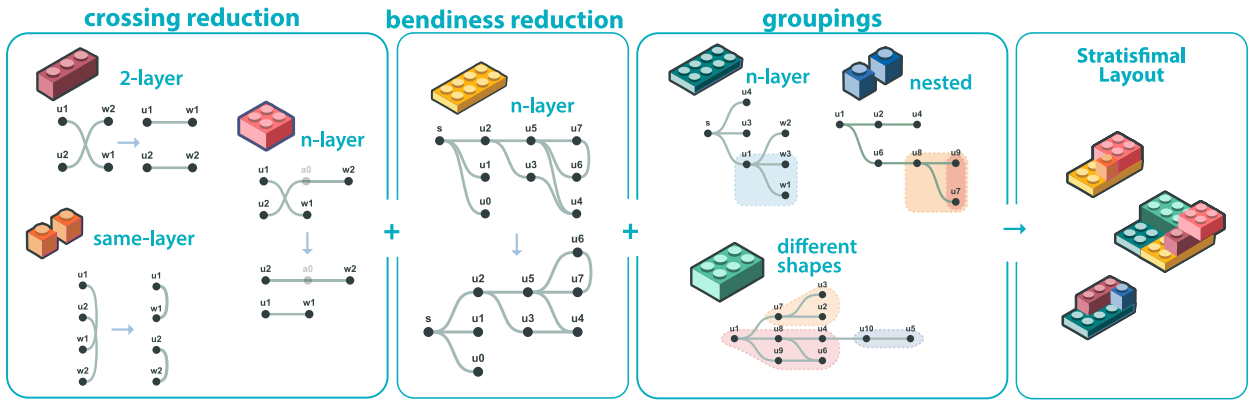 crossing reduction
2-layer
u1 w2 u1 w1
u2 w1 u2 w2
n-layer
u1 a0 w2
u2 w1
u2 a0 w2
u1 w1
same-layer
u1 u1
u2 w1
w1 u2
w2 w2
+
bendiness reduction
n-layer
s u2 u5 u7
u1 u3 u6
u0 u4
u6
u2 u5 u7
s u1 u3 u4
u0
+
groupings
n-layer
u4
s u3 w2
u1 w3
w1
nested
u1 u2 u4
u6 u8 u9
u7
different
shapes
u3
u7 u2
u1 u8 u4 u10 u5
u9 u6
→
Stratisfimal
Layout